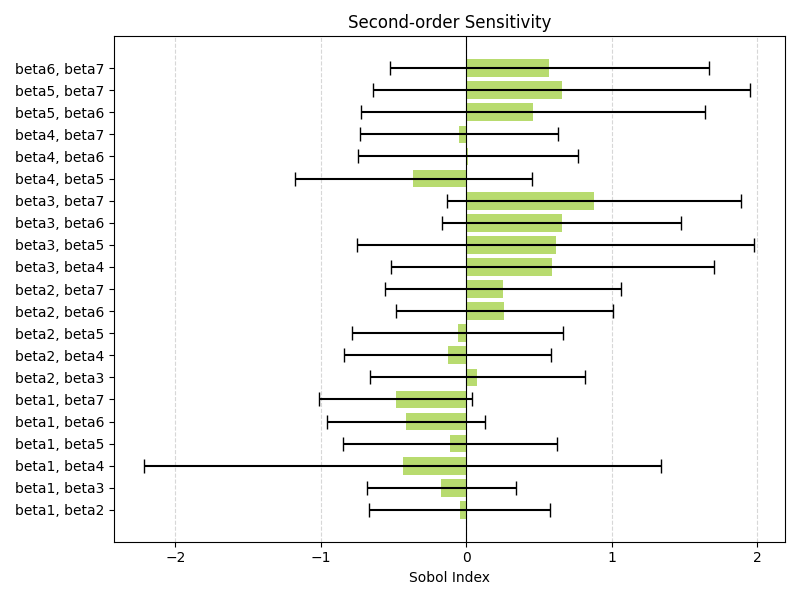 Second-order Sensitivity
beta6, beta7
beta5, beta7
beta5, beta6
beta4, beta7
beta4, beta6
beta4, beta5
beta3, beta7
beta3, beta6
beta3, beta5
beta3, beta4
beta2, beta7
beta2, beta6
beta2, beta5
beta2, beta4
beta2, beta3
beta1, beta7
beta1, beta6
beta1, beta5
beta1, beta4
beta1, beta3
beta1, beta2
−2 −1 0 1 2
Sobol Index